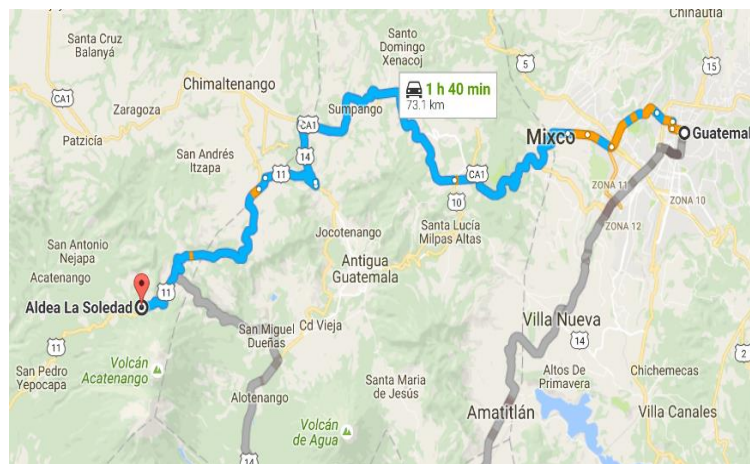 Chinautla
Santa Cruz
Balanyá
Santo
Domingo
Xenacoj
5
15
Chimaltenango
1 h 40 min
73.1 km
CA1
Zaragoza
Sumpango
CA1
Mixco
Guatemal
Patzicía
14
San Andrés
Itzapa
11
CA1
ZONA 11
ZONA 10
10
Santa Lucía
Milpas Altas
ZONA 12
Jocotenango
San Antonio
Nejapa
Antigua
Guatemala
Acatenango
11
Aldea La Soledad
Villa Nueva
Cd Vieja
San Miguel
Dueñas
14
11
2
Volcán
Acatenango
San Pedro
Yepocapa
Altos De
Primavera
Chichemecas
Santa Maria
de Jesús
Alotenango
Amatitlán
Villa Canales
Volcán
de Agua
14